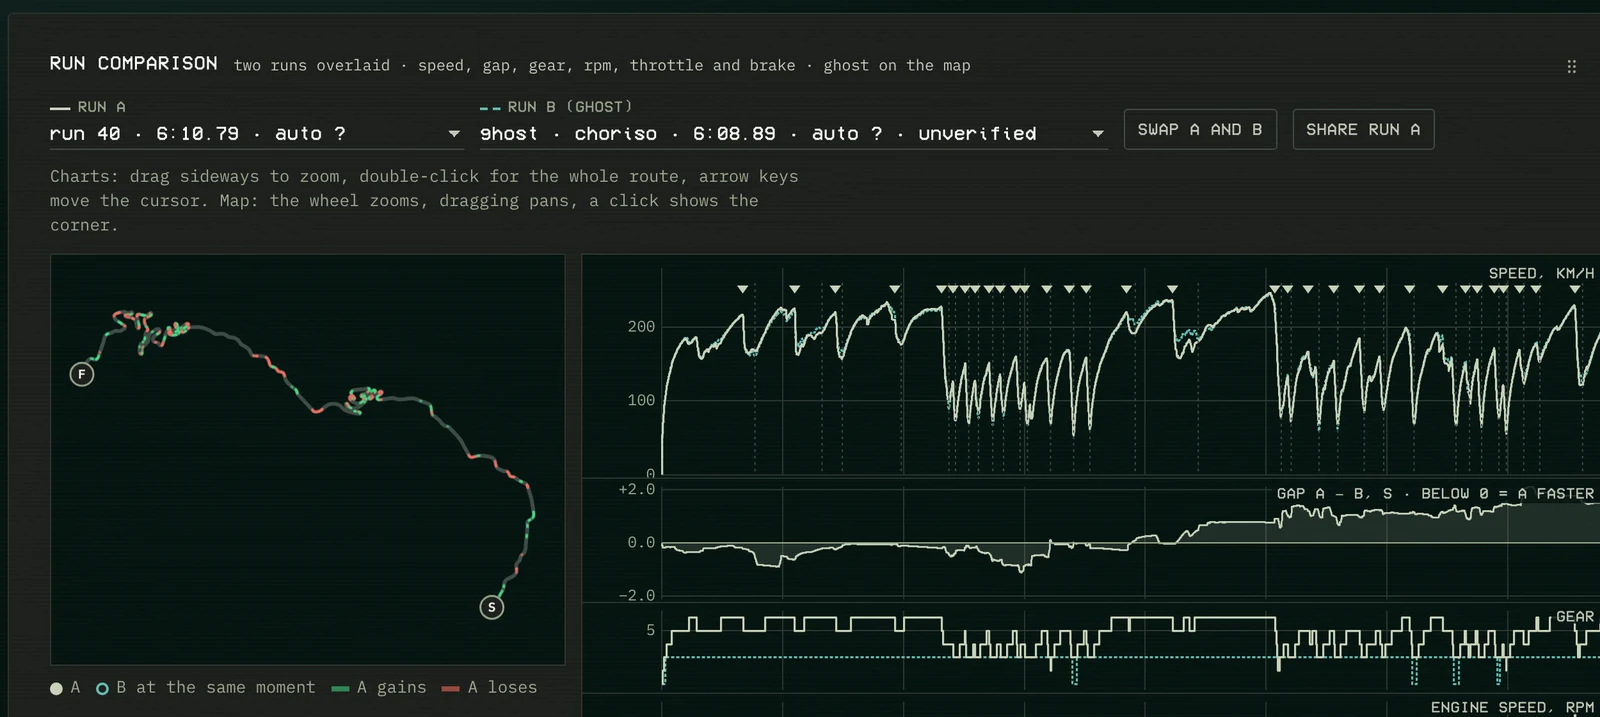 RUN COMPARISON two runs overlaid · speed, gap, gear, rpm, throttle and brake · ghost on the map
RUN A
run 40 · 6:10.79 · auto ?
RUN B (GHOST)
ghost · choriso · 6:08.89 · auto ? · unverified
SWAP A AND B
SHARE RUN A
Charts: drag sideways to zoom, double-click for the whole route, arrow keys
move the cursor. Map: the wheel zooms, dragging pans, a click shows the
corner.
F
S
A
B at the same moment
A gains
A loses
SPEED, KM/H
200
100
0
GAP A – B, S · BELOW 0 = A FASTER
+2.0
0.0
−2.0
GEAR
5
ENGINE SPEED, RPM